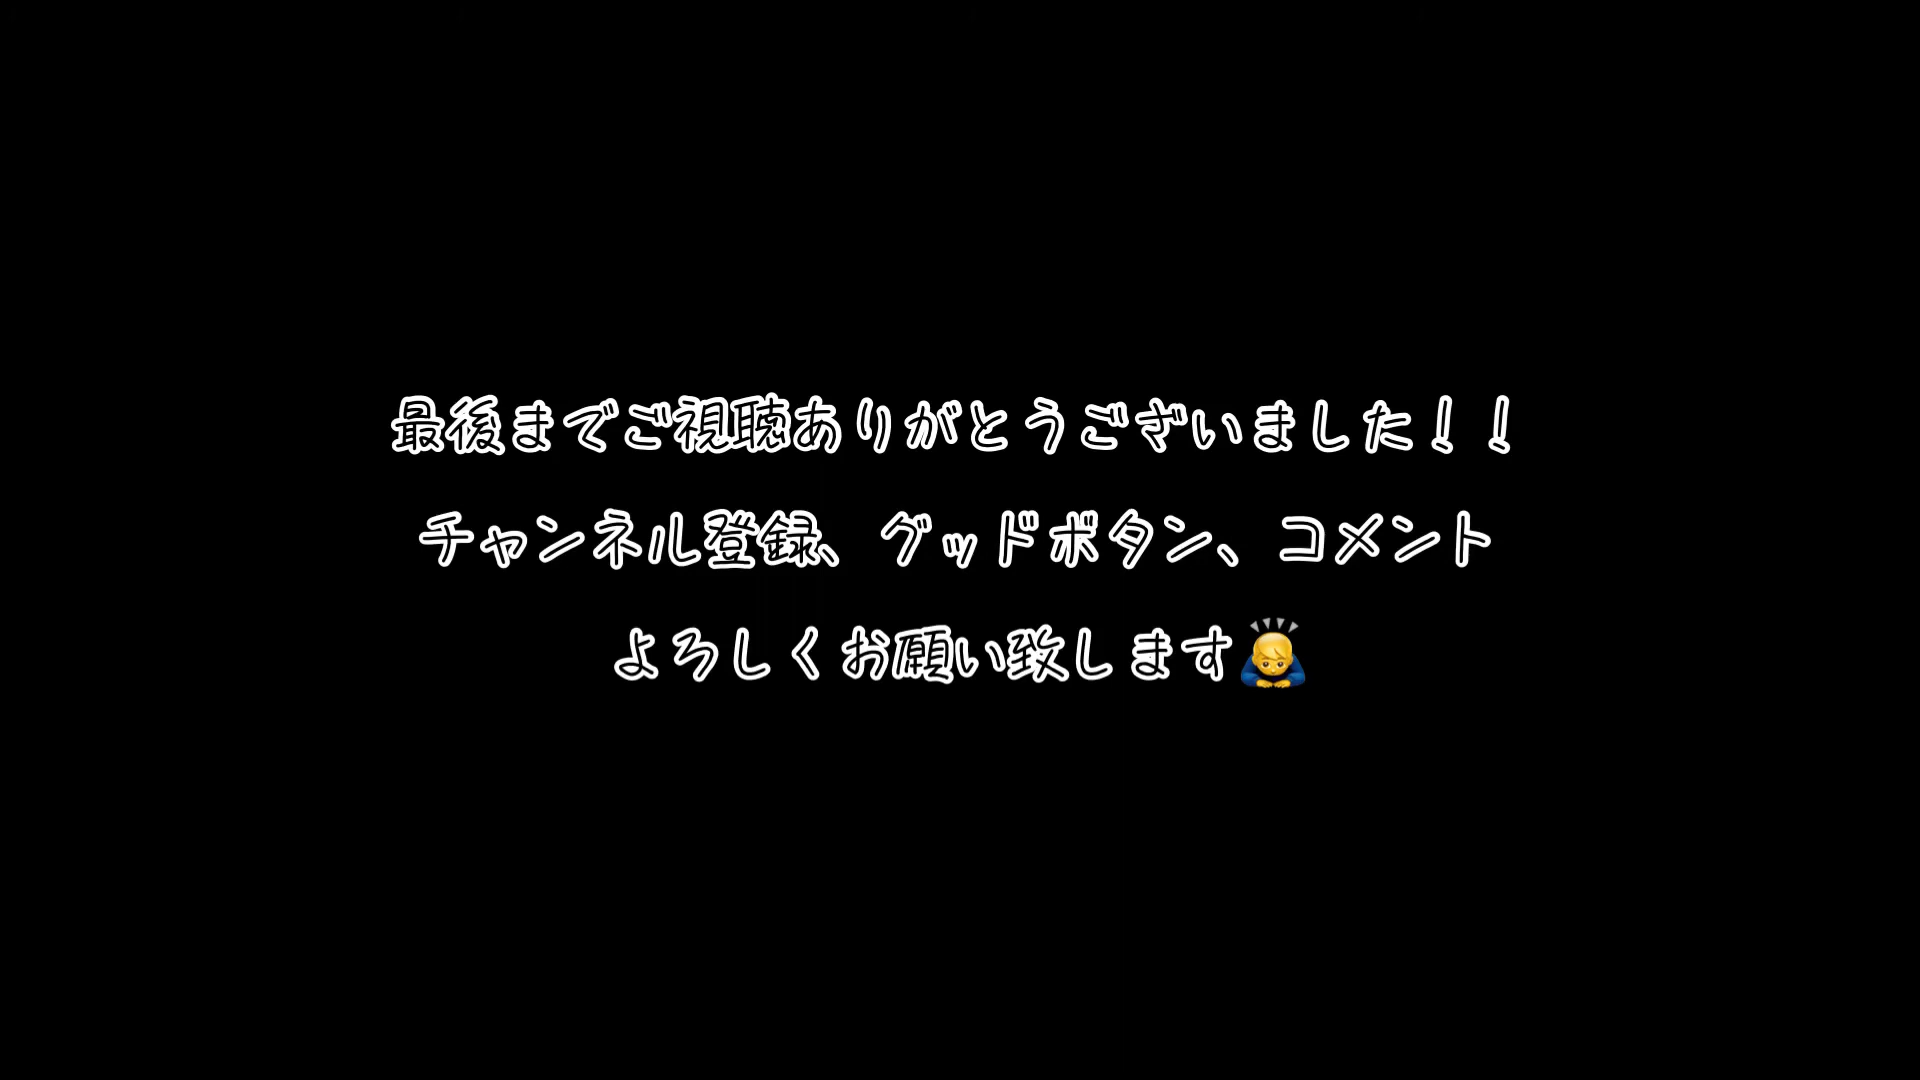 最後までご視聴ありがとうございました！！
チャンネル登録、グッドボタン、コメント
よろしくお願い致します🙇‍♂️